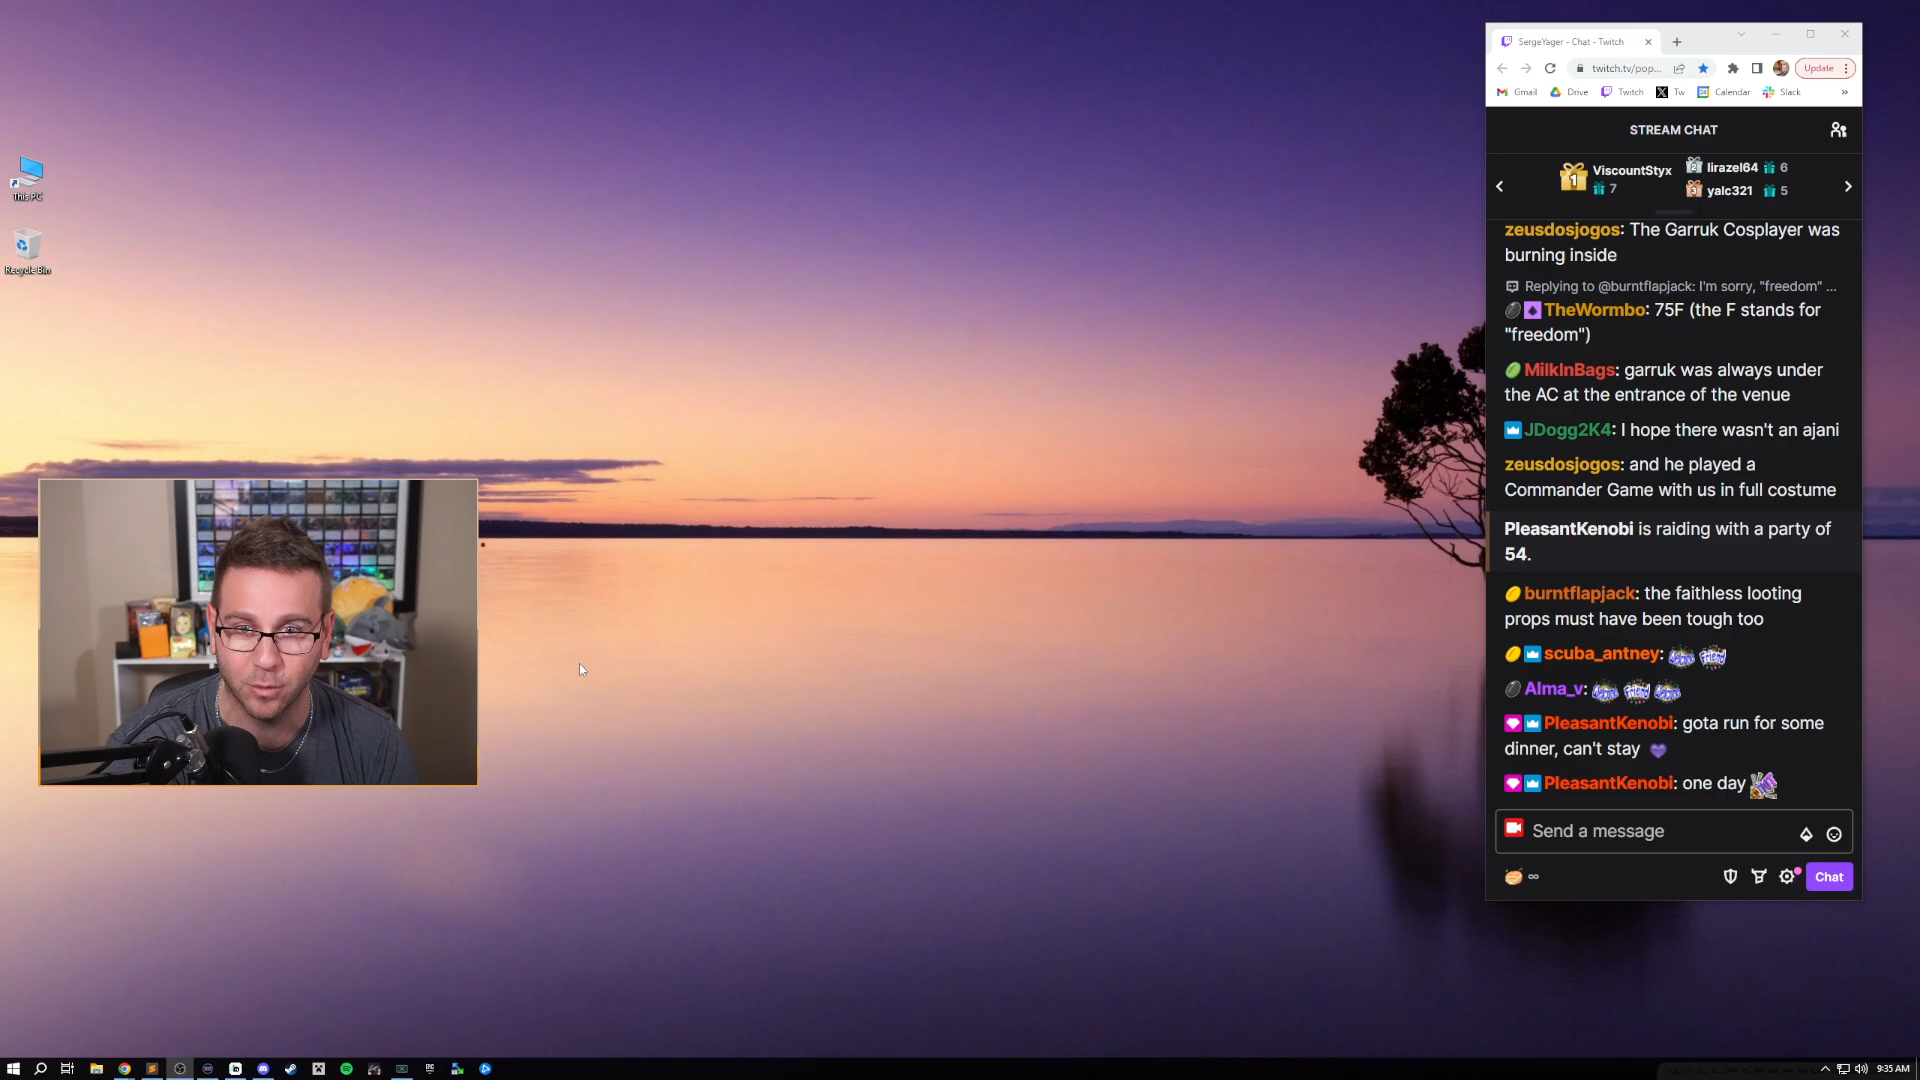 SergeYager - Chat - Twitch
twitch.tv/pop...
Update
Gmail
Drive
Twitch
Tw
Calendar
Slack
»
STREAM CHAT
1
ViscountStyx
7
2
lirazel64
6
3
yalc321
5
This PC
Recycle Bin
zeusdosjogos: The Garruk Cosplayer was
burning inside
Replying to @burntflapjack: I'm sorry, "freedom" ...
TheWormbo: 75F (the F stands for
"freedom")
MilkInBags: garruk was always under
the AC at the entrance of the venue
JDogg2K4: I hope there wasn't an ajani
zeusdosjogos: and he played a
Commander Game with us in full costume
PleasantKenobi is raiding with a party of
54.
burntflapjack: the faithless looting
props must have been tough too
scuba_antney:
Friend
Alma_v:
Friend
PleasantKenobi: gota run for some
dinner, can't stay
PleasantKenobi: one day
Send a message
∞
Chat
9:35 AM